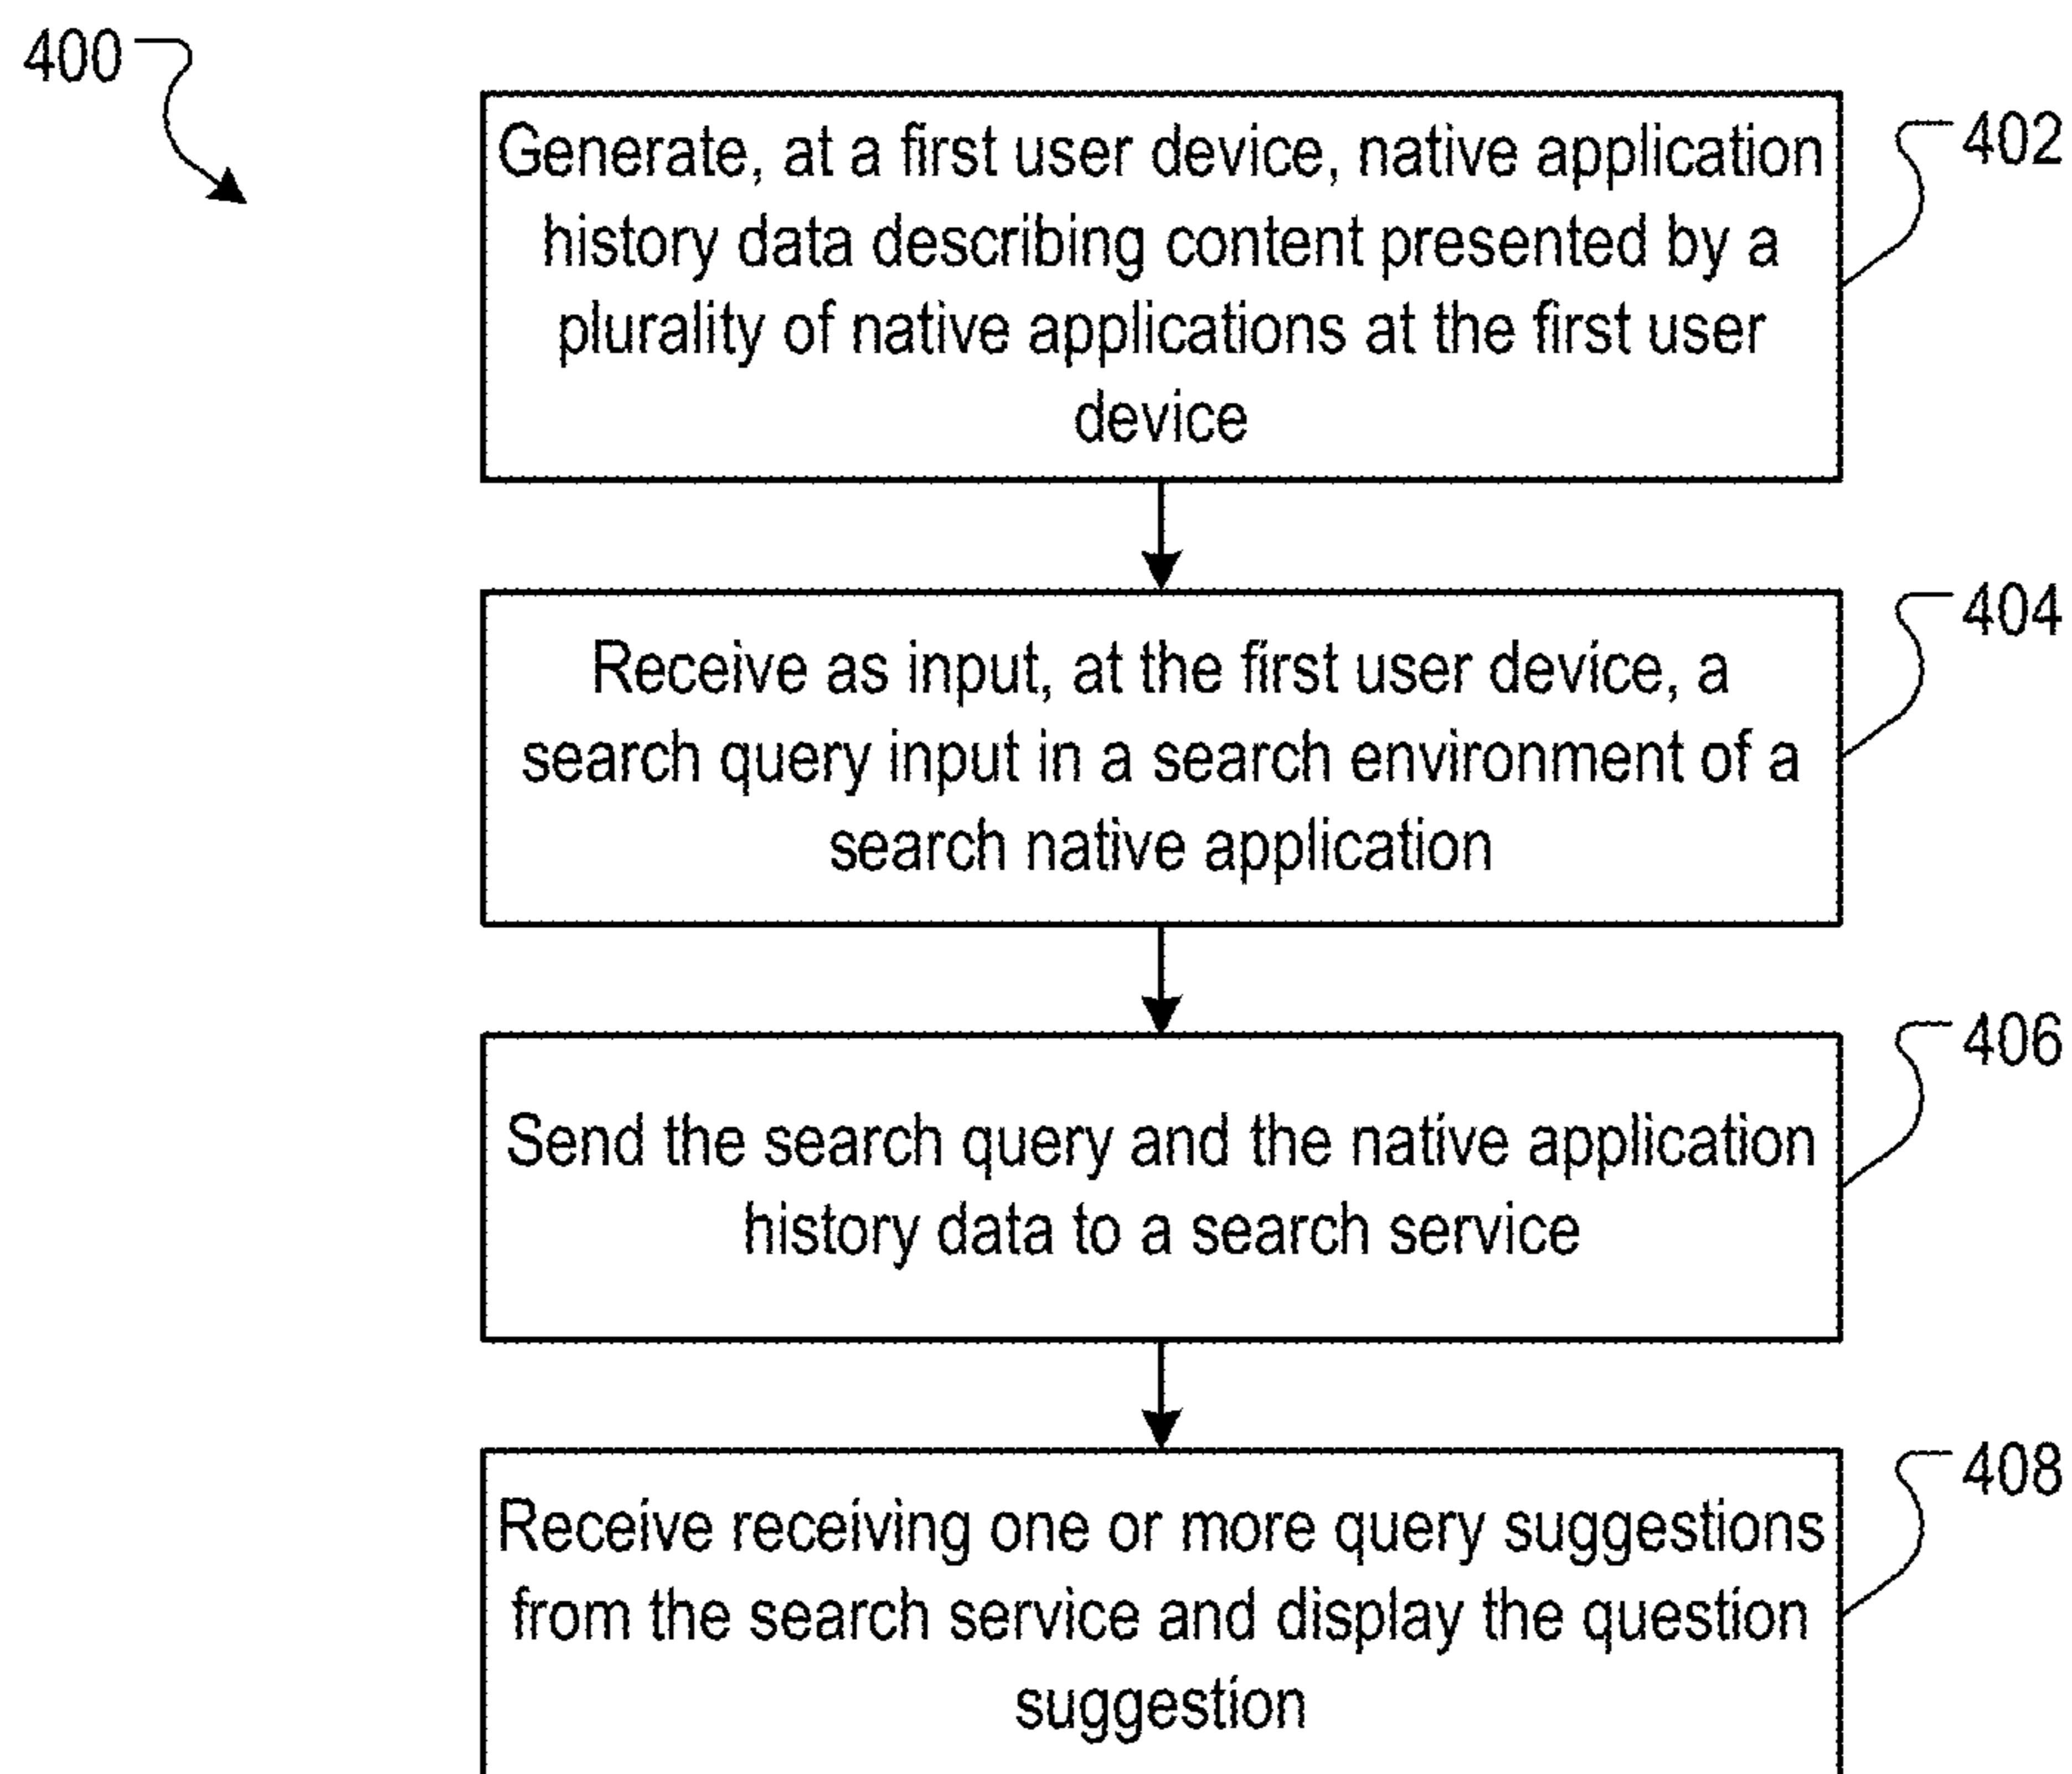 400
Generate, at a first user device, native application
402
history data describing content presented by a
plurality of native applications at the first user
device
404
Receive as input, at the first user device, a
search query input in a search environment of a
search native application
406
Send the search query and the native application
history data to a search service
408
Receive receiving one or more query suggestions
from the search service and display the question
suggestion